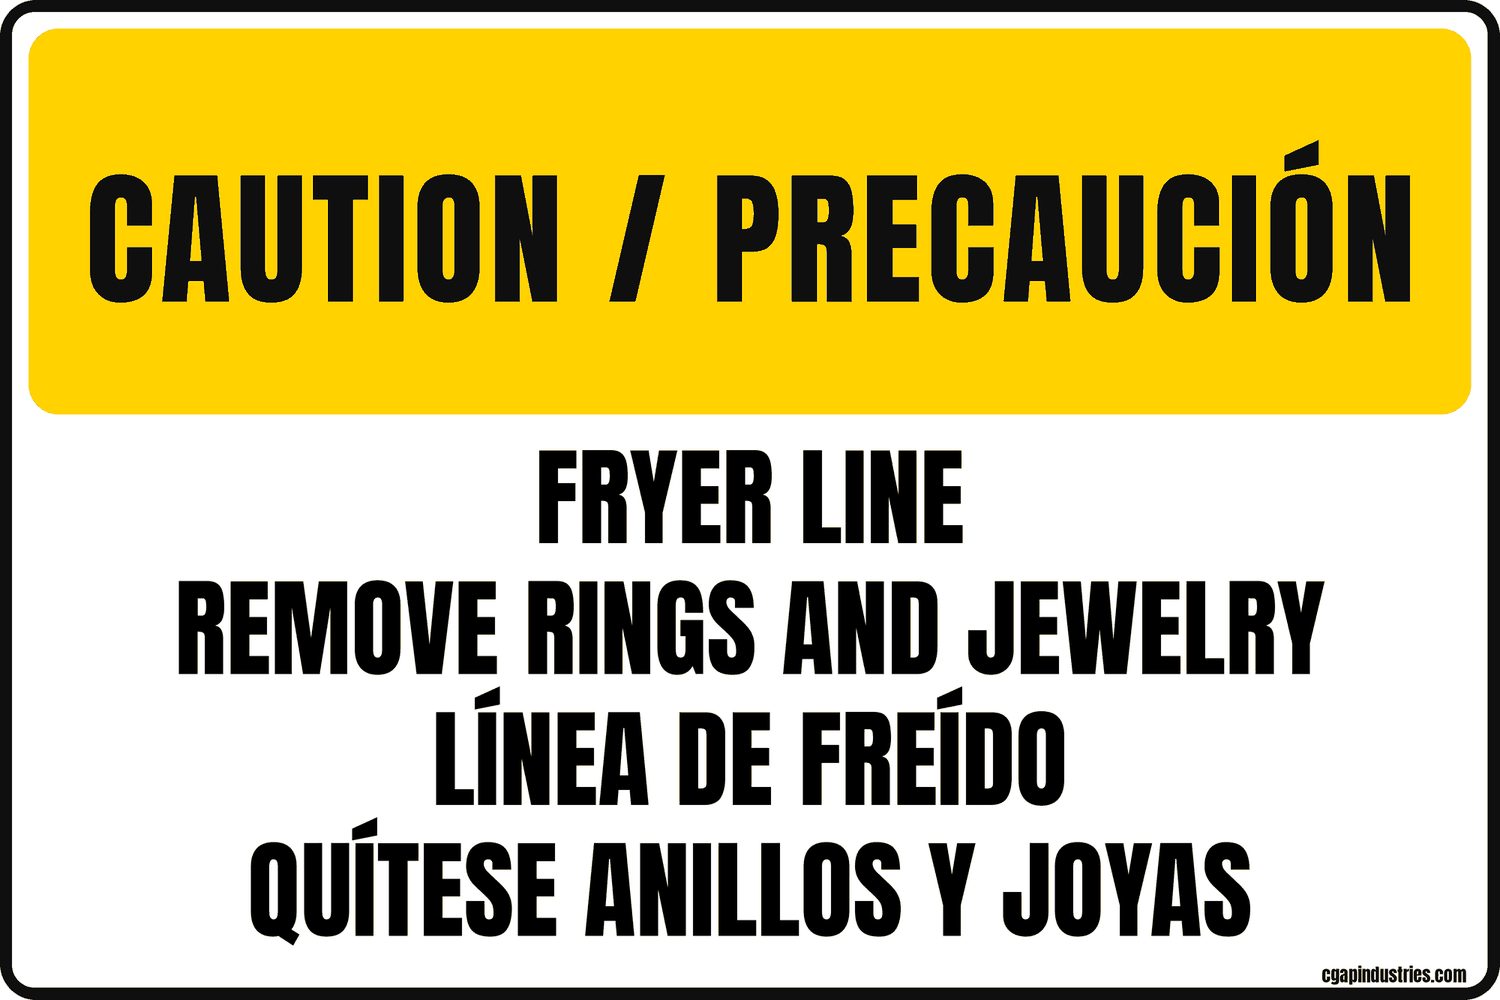 CAUTION / PRECAUCIÓN
FRYER LINE
REMOVE RINGS AND JEWELRY
LÍNEA DE FREÍDO
QUÍTESE ANILLOS Y JOYAS
cgapindustries.com